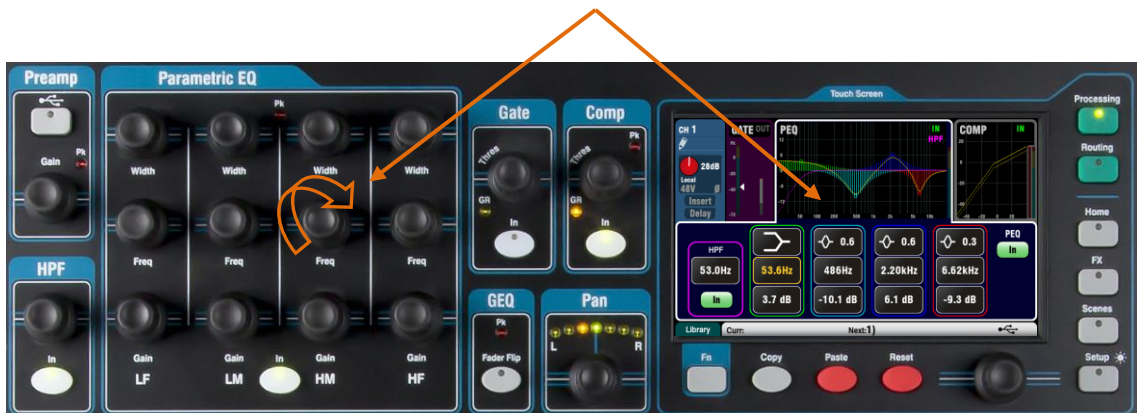 Preamp
Pk
Gain
HPF
In
Parametric EQ
Pk
Width
Width
Width
Width
Freq
Freq
Freq
Freq
Gain
Gain
In
Gain
Gain
LF
LM
HM
HF
Gate
Thres
GR
In
Comp
Pk
Thres
GR
In
GEQ
Pk
Fader Flip
Pan
L
R
Touch Screen
CH 1
28dB
Local
48V Ø
Insert
Delay
GATE OUT
PEQ
IN
HPF
COMP
IN
HPF
53.0Hz
In
53.6Hz
3.7 dB
0.6
486Hz
-10.1 dB
0.6
2.20kHz
6.1 dB
0.3
6.62kHz
-9.3 dB
PEQ
In
Library
Curr:
Next:1)
Fn
Copy
Paste
Reset
Processing
Routing
Home
FX
Scenes
Setup